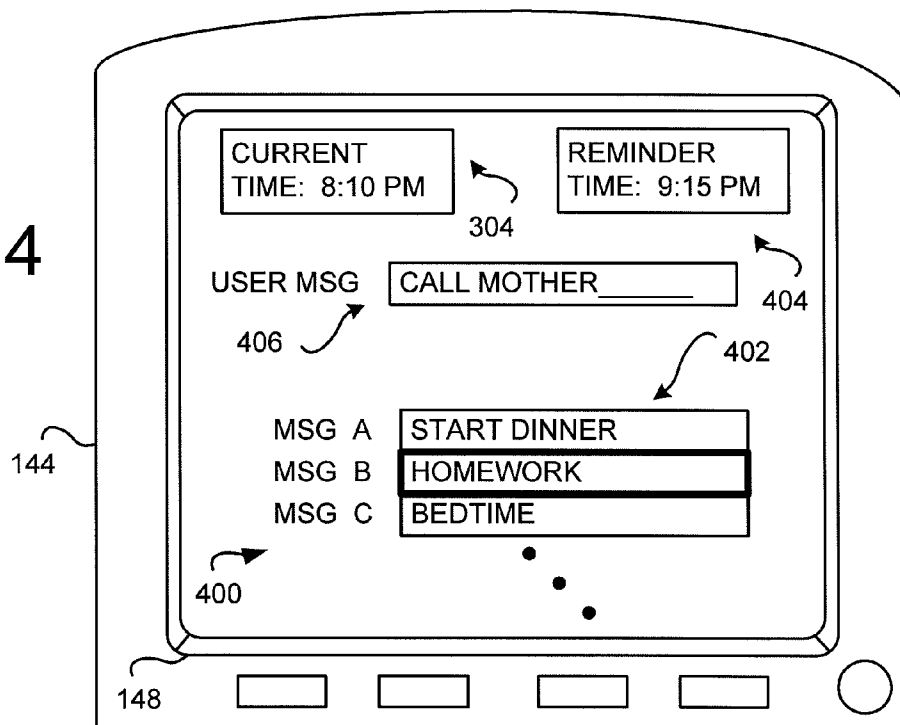 CURRENT
TIME: 8:10 PM
REMINDER
TIME: 9:15 PM
304
4
404
USER MSG CALL MOTHER______
406
402
MSG A START DINNER
144
MSG B HOMEWORK
MSG C BEDTIME
400
148